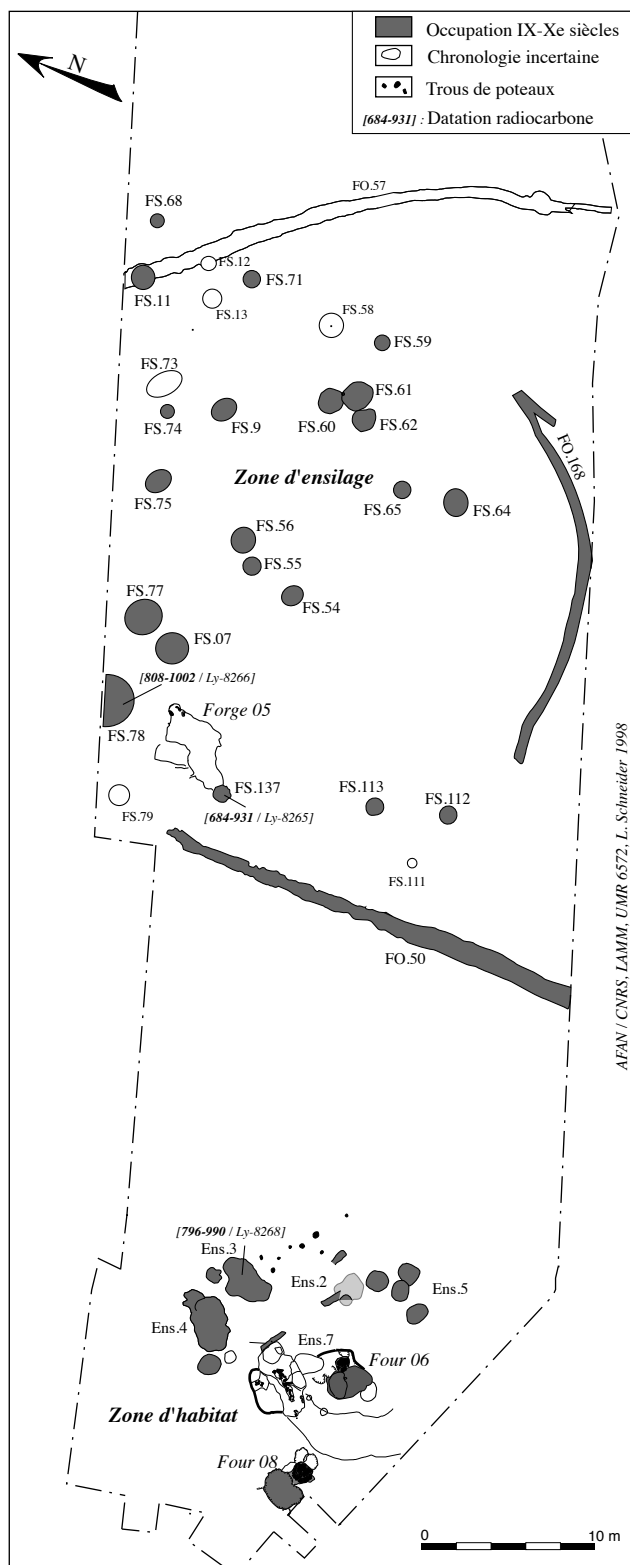 N
Occupation IX-Xe siècles
Chronologie incertaine
Trous de poteaux
[684-931] : Datation radiocarbone
FO.57
FS.68
FS.12
FS.71
FS.11
FS.13
FS.58
FS.59
FS.73
FS.61
FS.74
FS.9
FS.60
FS.62
FO.168
Zone d'ensilage
FS.75
FS.65
FS.64
FS.56
FS.55
FS.54
FS.77
FS.07
[808-1002 / Ly-8266]
Forge 05
FS.78
FS.137
FS.113
FS.112
FS.79
[684-931 / Ly-8265]
FS.111
FO.50
AFAN / CNRS, LAMM, UMR 6572, L. Schneider 1998
[796-990 / Ly-8268]
Ens.3
Ens.2
Ens.5
Ens.4
Ens.7
Four 06
Zone d'habitat
Four 08
0 10 m